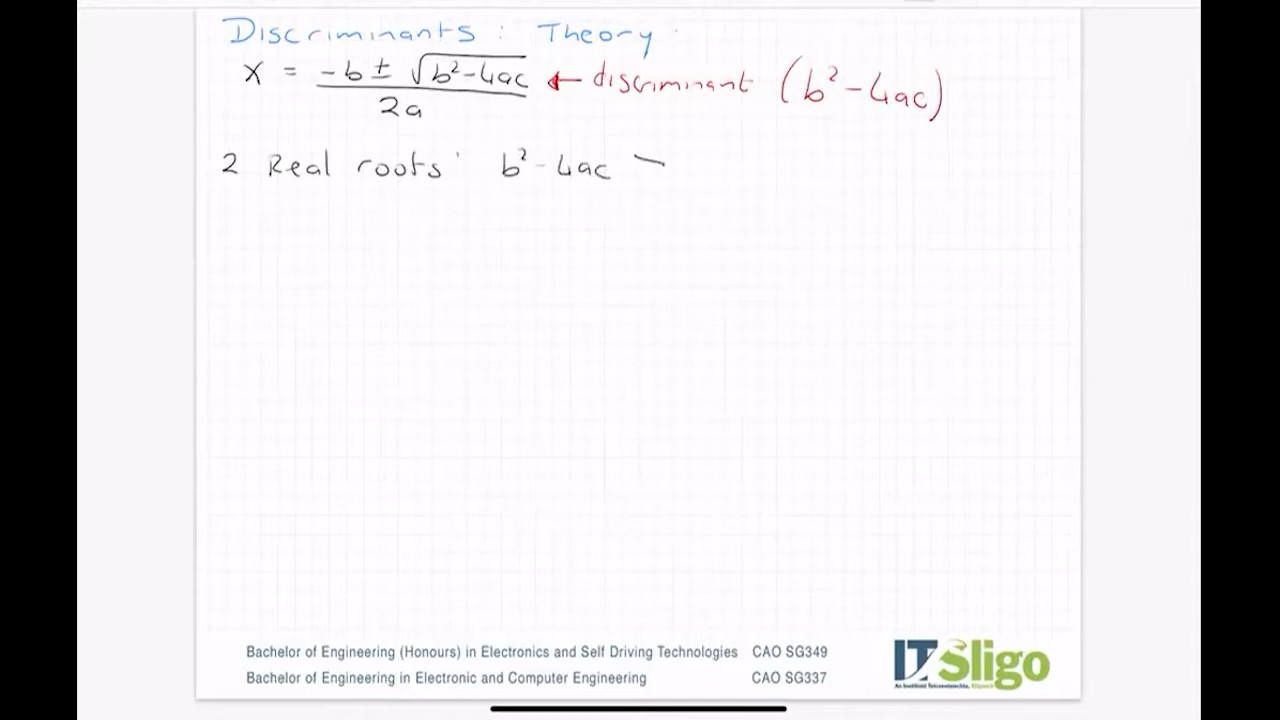 Discriminants: Theory
x = -b ± √b²-4ac / 2a ← discriminant (b² - 4ac)
2 Real roots: b² - 4ac
Bachelor of Engineering (Honours) in Electronics and Self Driving Technologies CAO SG349
Bachelor of Engineering in Electronic and Computer Engineering CAO SG337
IT Sligo